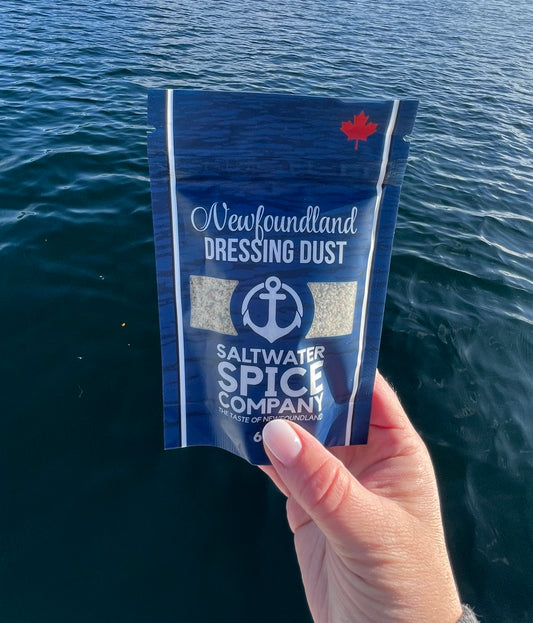 Newfoundland
DRESSING DUST
SALTWATER
SPICE
COMPANY
THE TASTE OF NEWFOUNDLAND